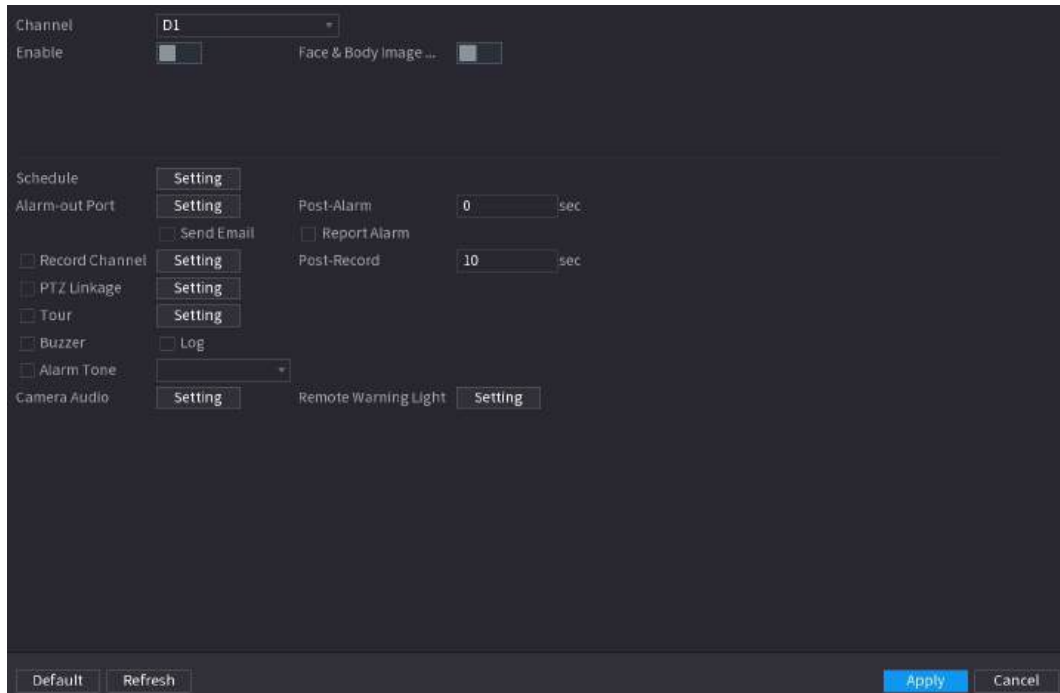 Channel D1
Enable Face & Body Image ...
Schedule Setting
Alarm-out Port Setting Post-Alarm 0 sec
Send Email Report Alarm
Record Channel Setting Post-Record 10 sec
PTZ Linkage Setting
Tour Setting
Buzzer Log
Alarm Tone
Camera Audio Setting Remote Warning Light Setting
Default Refresh Apply Cancel